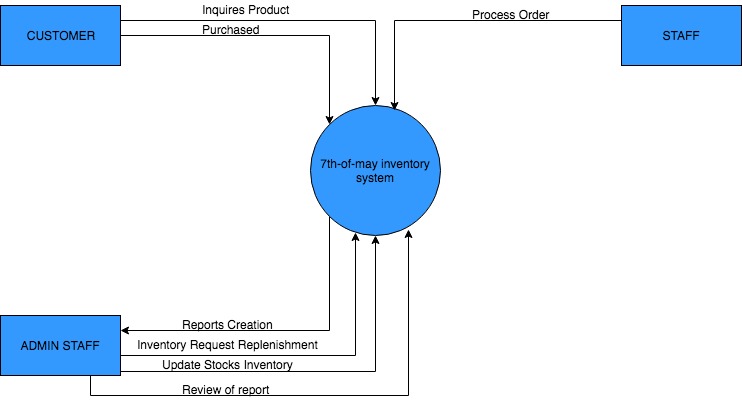 Inquires Product
Process Order
Purchased
CUSTOMER
STAFF
7th-of-may inventory
system
Reports Creation
Inventory Request Replenishment
ADMIN STAFF
Update Stocks Inventory
Review of report